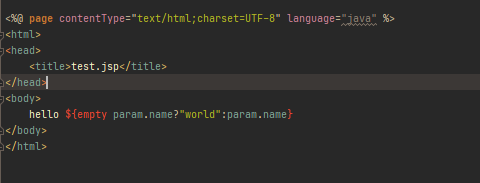 <%@ page contentType="text/html;charset=UTF-8" language="java" %>
<html>
<head>
    <title>test.jsp</title>
</head>
<body>
    hello ${empty param.name?"world":param.name}
</body>
</html>